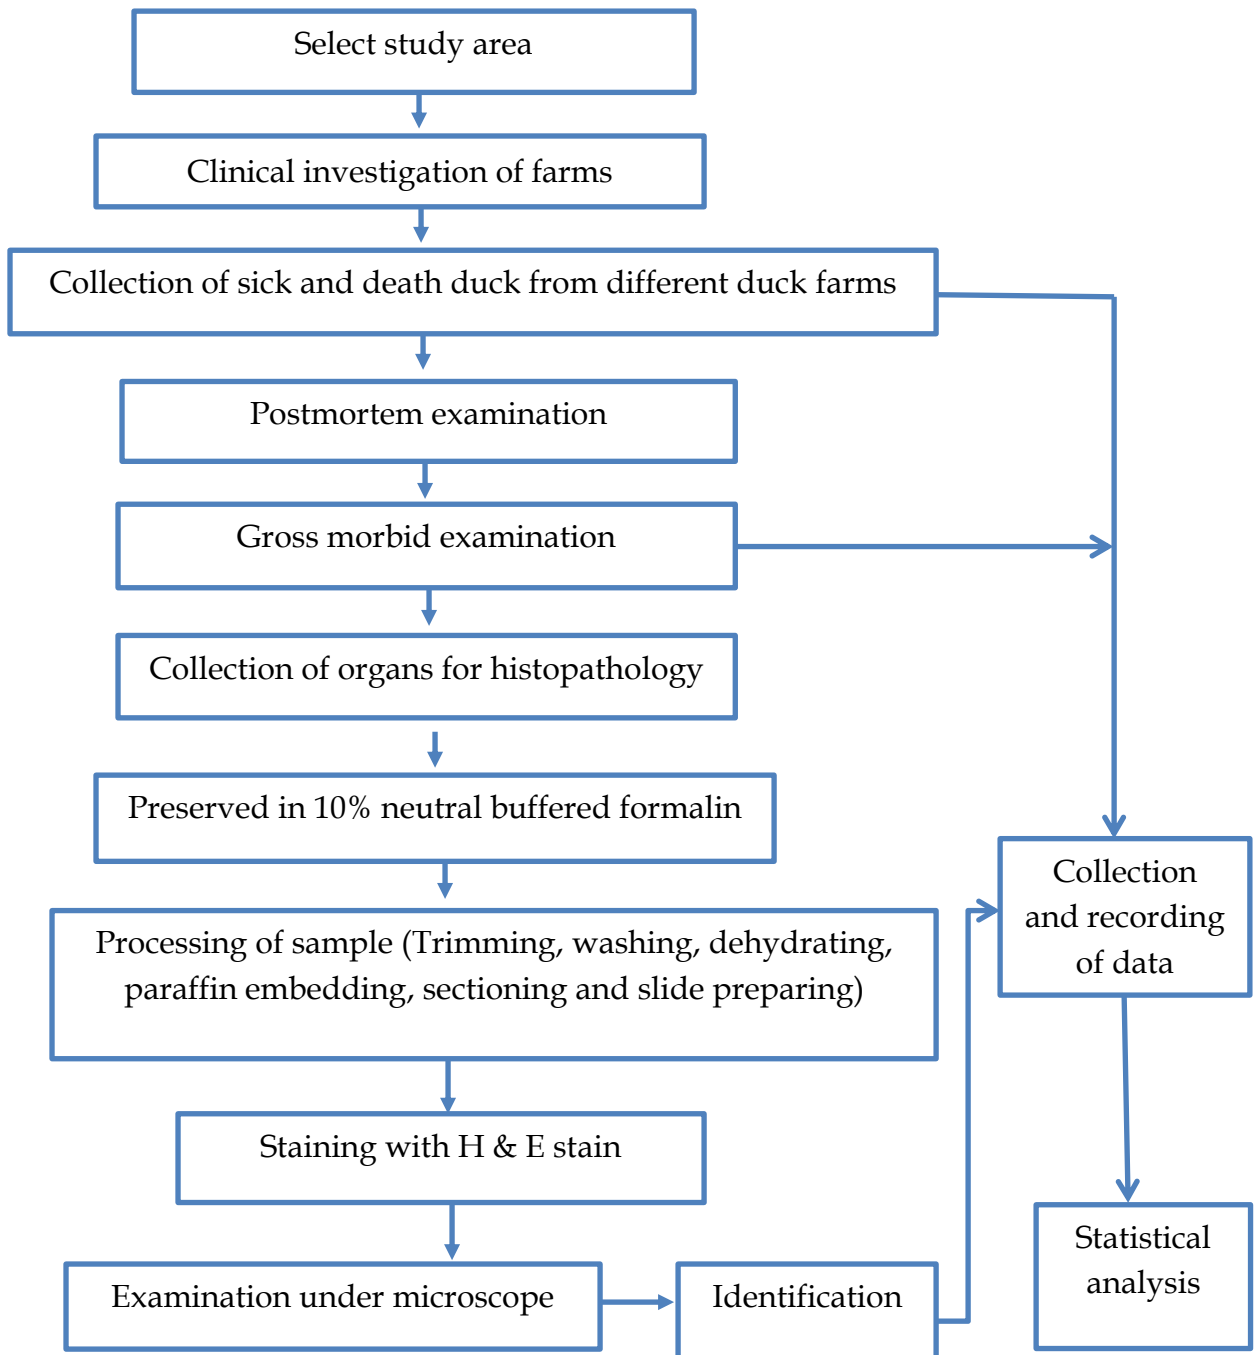 Select study area
Clinical investigation of farms
Collection of sick and death duck from different duck farms
Postmortem examination
Gross morbid examination
Collection of organs for histopathology
Preserved in 10% neutral buffered formalin
Processing of sample (Trimming, washing, dehydrating,
paraffin embedding, sectioning and slide preparing)
Staining with H & E stain
Examination under microscope
Identification
Collection
and recording
of data
Statistical
analysis